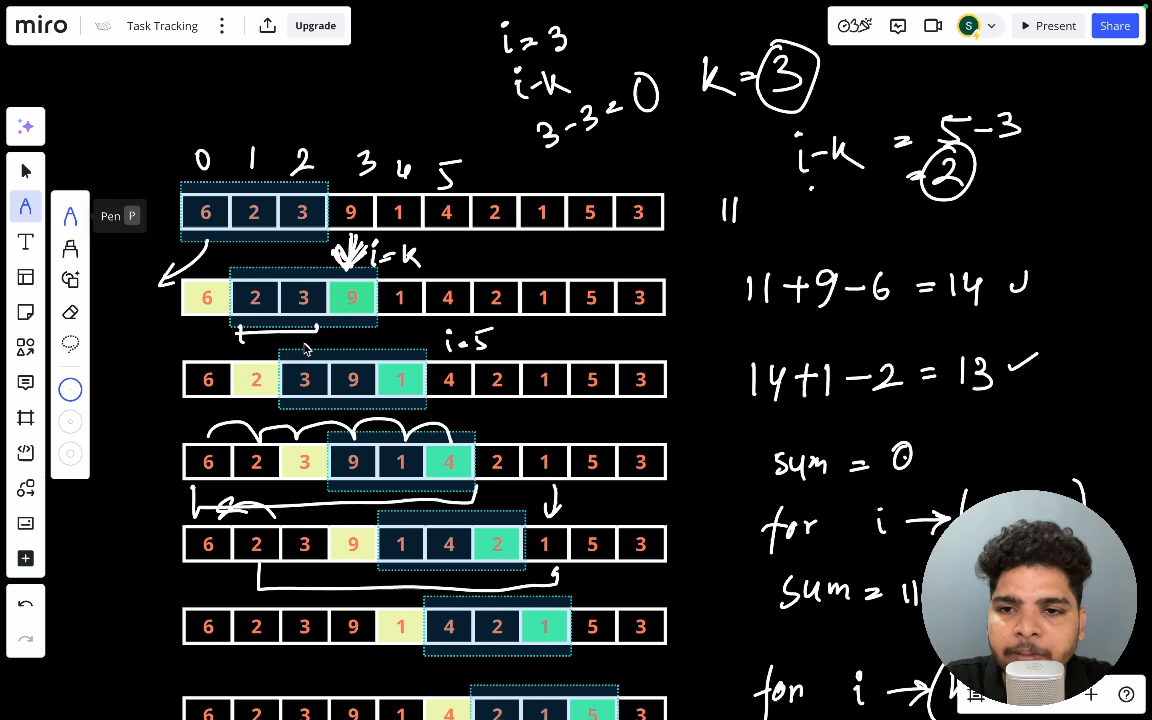 miro
Task Tracking
Upgrade
S
Present
Share
i = 3
i-k
3-3 = 0
k = 3
i-k = 5-3
= 2
0 1 2 3 4 5
Pen P
6 2 3 9 1 4 2 1 5 3
11
i=k
6 2 3 9 1 4 2 1 5 3
11+9-6 = 14
i=5
6 2 3 9 1 4 2 1 5 3
14+1-2 = 13
6 2 3 9 1 4 2 1 5 3
sum = 0
for i →
6 2 3 9 1 4 2 1 5 3
sum = 11
6 2 3 9 1 4 2 1 5 3
for i →
6 2 3 9 1 4 2 1 5 3